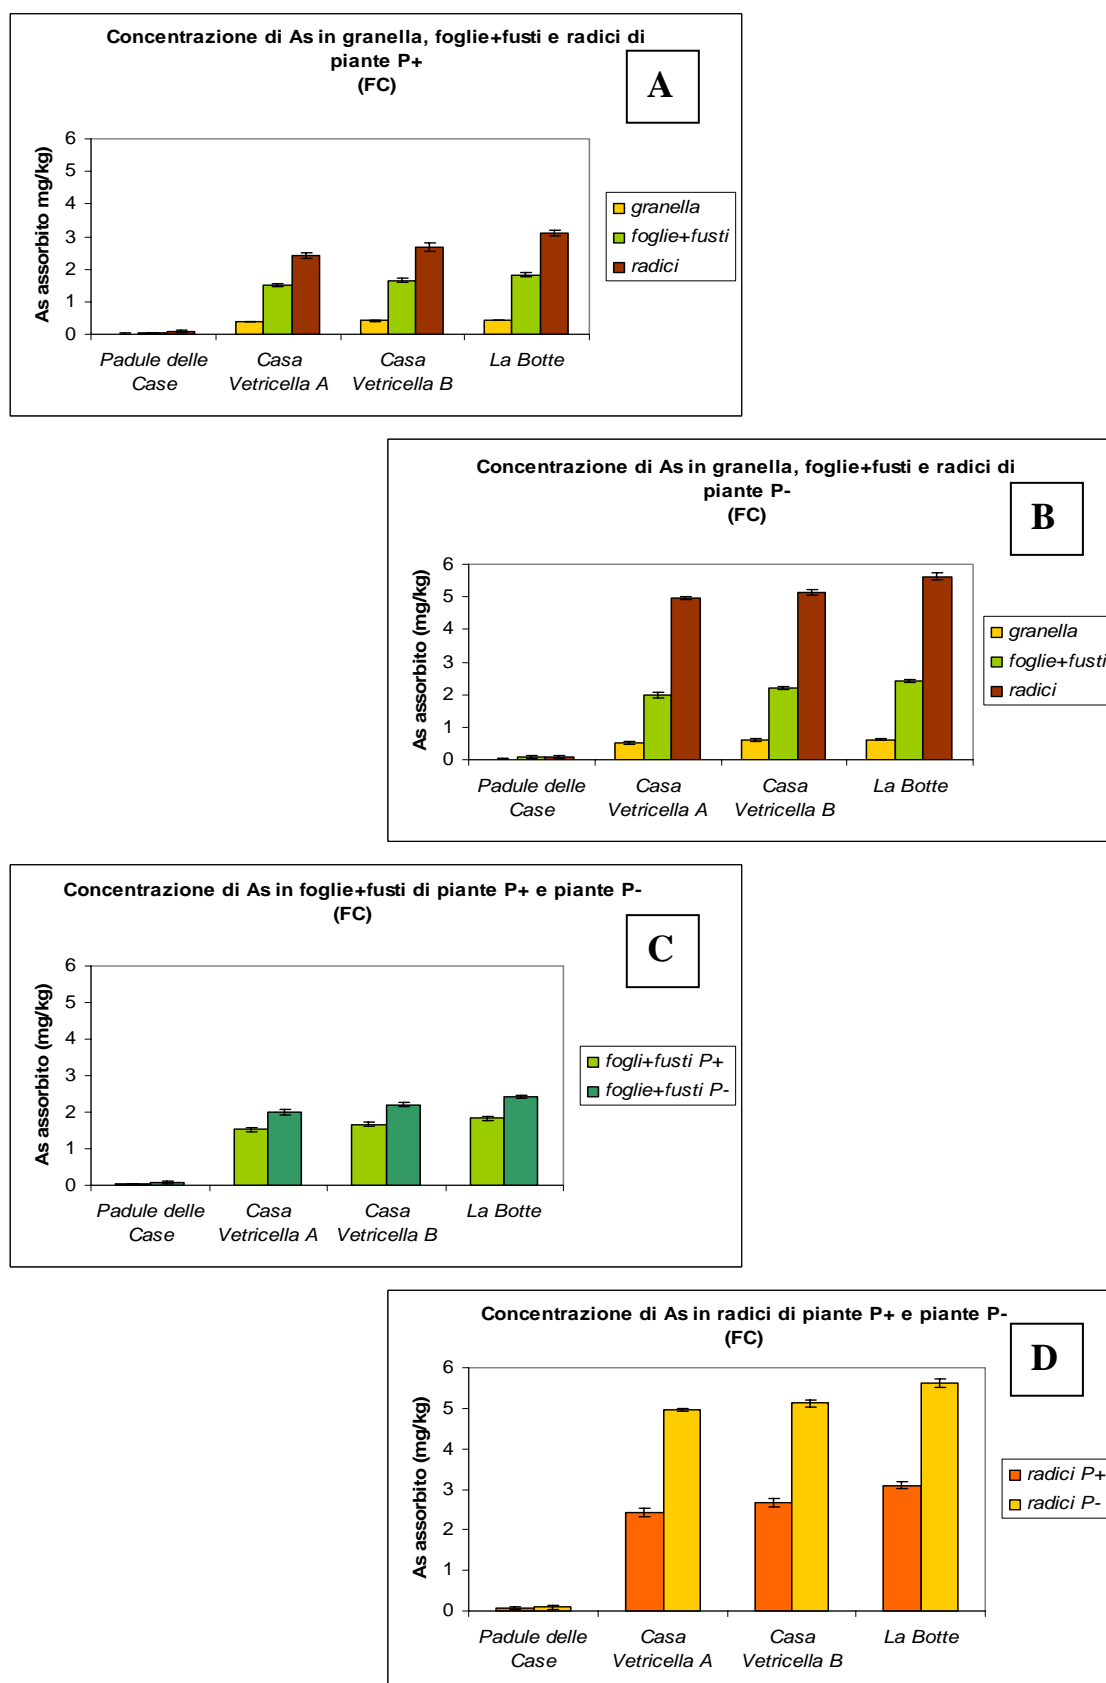 Concentrazione di As in granella, foglie+fusti e radici di
piante P+
(FC)
A
As assorbito mg/kg)
6
5
4
3
2
1
0
granella
foglie+fusti
radici
Padule delle
Case
Casa
Vetricella A
Casa
Vetricella B
La Botte
Concentrazione di As in granella, foglie+fusti e radici di
piante P-
(FC)
B
As assorbito (mg/kg)
6
5
4
3
2
1
0
granella
foglie+fusti
radici
Padule delle
Case
Casa
Vetricella A
Casa
Vetricella B
La Botte
Concentrazione di As in foglie+fusti di piante P+ e piante P-
(FC)
C
As assorbito (mg/kg)
6
5
4
3
2
1
0
fogli+fusti P+
foglie+fusti P-
Padule delle
Case
Casa
Vetricella A
Casa
Vetricella B
La Botte
Concentrazione di As in radici di piante P+ e piante P-
(FC)
D
As assorbito (mg/kg)
6
5
4
3
2
1
0
radici P+
radici P-
Padule delle
Case
Casa
Vetricella A
Casa
Vetricella B
La Botte